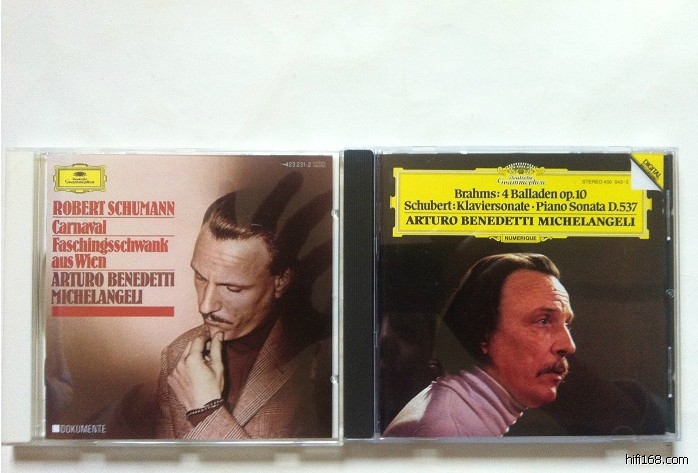 Deutsche
Grammophon
423 231-2
ROBERT SCHUMANN
Carnaval
Faschingsschwank
aus Wien
ARTURO BENEDETTI
MICHELANGELI
DOKUMENTE
Deutsche
Grammophon
STEREO
DIGITAL
Brahms: 4 Balladen op.10
Schubert: Klaviersonate · Piano Sonata D.537
ARTURO BENEDETTI MICHELANGELI
NUMERIQUE
hifi168.com